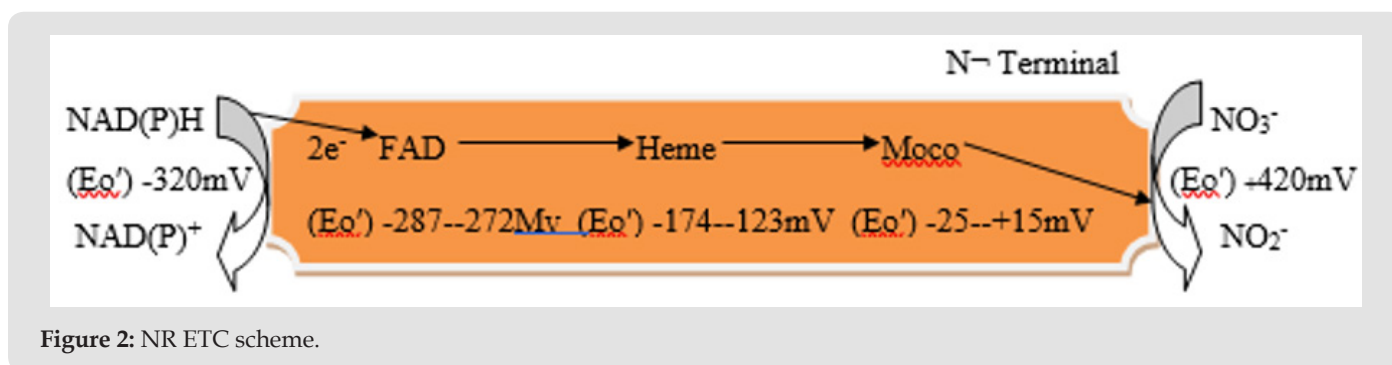 N¬ Terminal
NAD(P)H
2e⁻ FAD Heme Moco
NO₃⁻
(Eo') -320mV
(Eo') +420mV
NAD(P)⁺
(Eo') -287--272Mv (Eo') -174--123mV (Eo') -25--+15mV
NO₂⁻
Figure 2: NR ETC scheme.